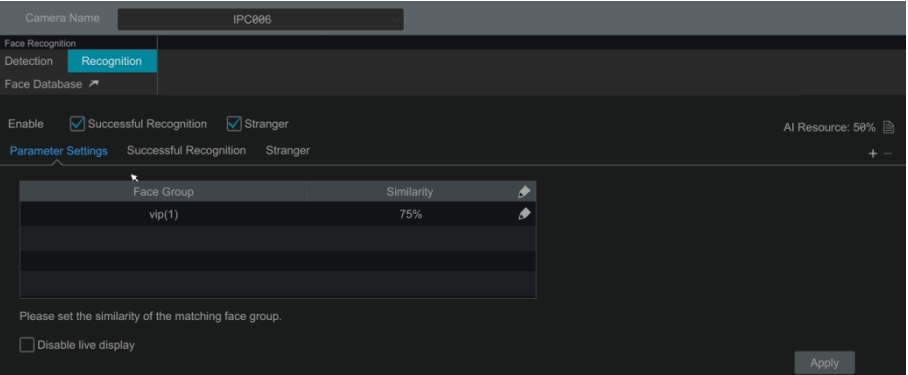 Camera Name IPC006
Face Recognition
Detection Recognition
Face Database
Enable Successful Recognition Stranger AI Resource: 50%
Parameter Settings Successful Recognition Stranger + −
Face Group Similarity
vip(1) 75%
Please set the similarity of the matching face group.
Disable live display
Apply